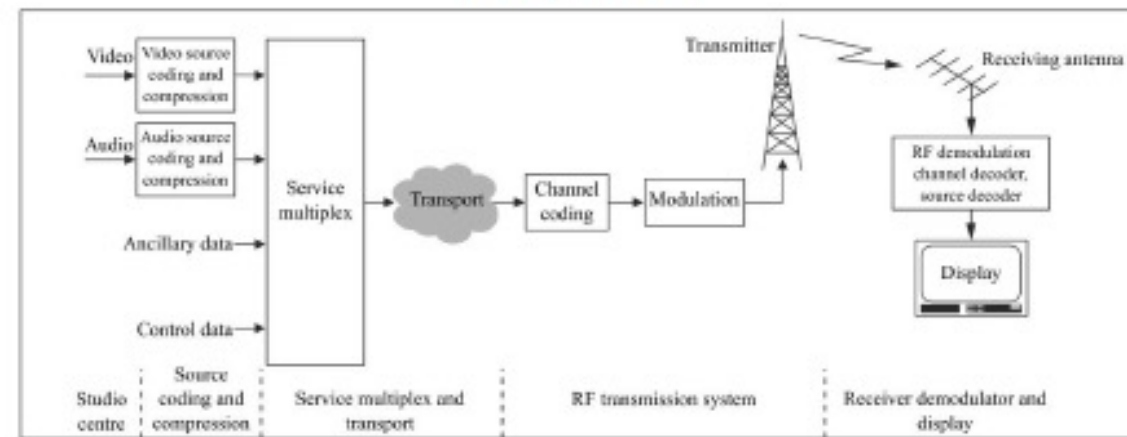 Video
Video source
coding and
compression
Audio
Audio source
coding and
compression
Ancillary data
Control data
Service
multiplex
Transport
Channel
coding
Modulation
Transmitter
Receiving antenna
RF demodulation
channel decoder,
source decoder
Display
Studio
centre
Source
coding and
compression
Service multiplex and
transport
RF transmission system
Receiver demodulator and
display